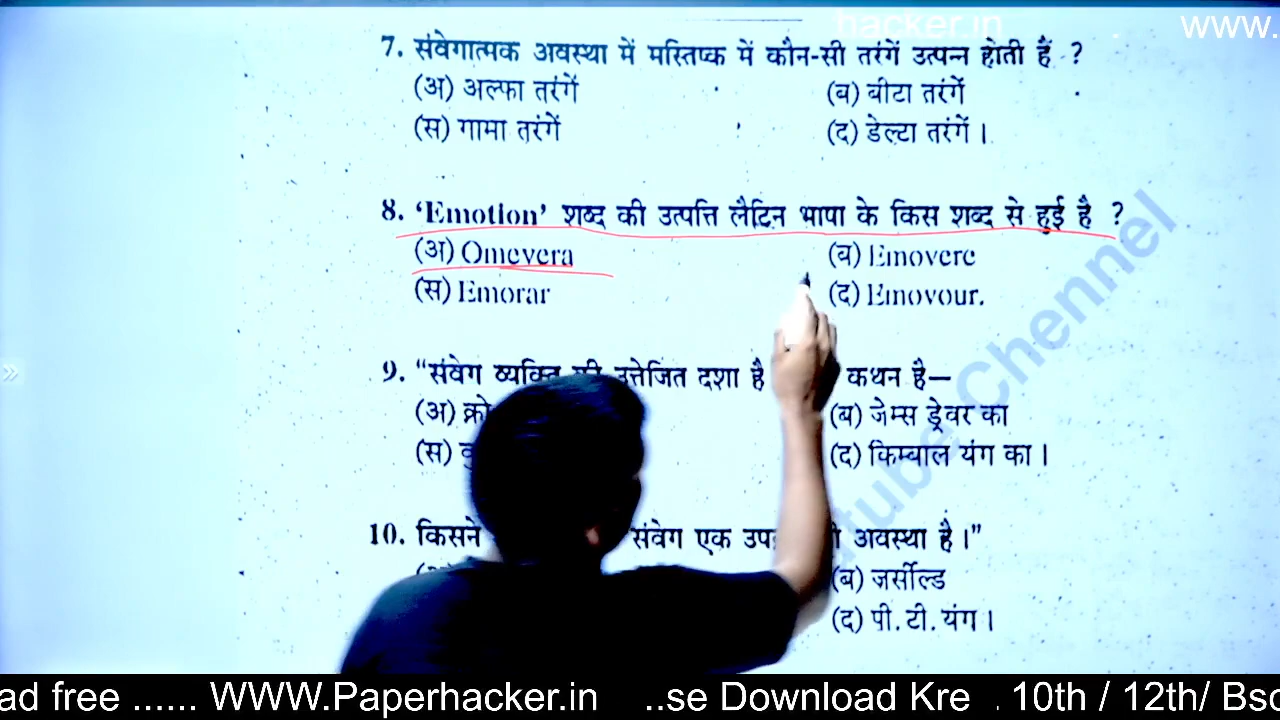 hacker.in www.
7. संवेगात्मक अवस्था में मस्तिष्क में कौन-सी तरंगें उत्पन्न होती हैं ?
(अ) अल्फा तरंगें (ब) बीटा तरंगें
(स) गामा तरंगें (द) डेल्टा तरंगें।
8. ‘Emotion’ शब्द की उत्पत्ति लैटिन भाषा के किस शब्द से हुई है ?
(अ) Omevera (ब) Emovere
(स) Emorar (द) Emovour.
9. “संवेग व्यक्ति की उत्तेजित दशा है कथन है—
(अ) क्रो (ब) जेम्स ड्रेवर का
(स) (द) किम्बाल यंग का।
10. किसने संवेग एक अवस्था है।”
(ब) जर्सील्ड
(द) पी. टी. यंग।
Chennel
ad free ...... WWW.Paperhacker.in ..se Download Kre . 10th / 12th/ Bsc